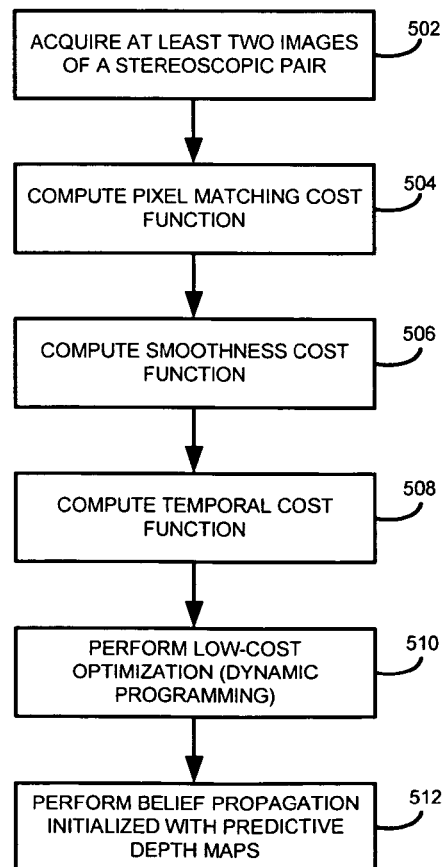 ACQUIRE AT LEAST TWO IMAGES
OF A STEREOSCOPIC PAIR
502
COMPUTE PIXEL MATCHING COST
FUNCTION
504
COMPUTE SMOOTHNESS COST
FUNCTION
506
COMPUTE TEMPORAL COST
FUNCTION
508
PERFORM LOW-COST
OPTIMIZATION (DYNAMIC
PROGRAMMING)
510
PERFORM BELIEF PROPAGATION
INITIALIZED WITH PREDICTIVE
DEPTH MAPS
512